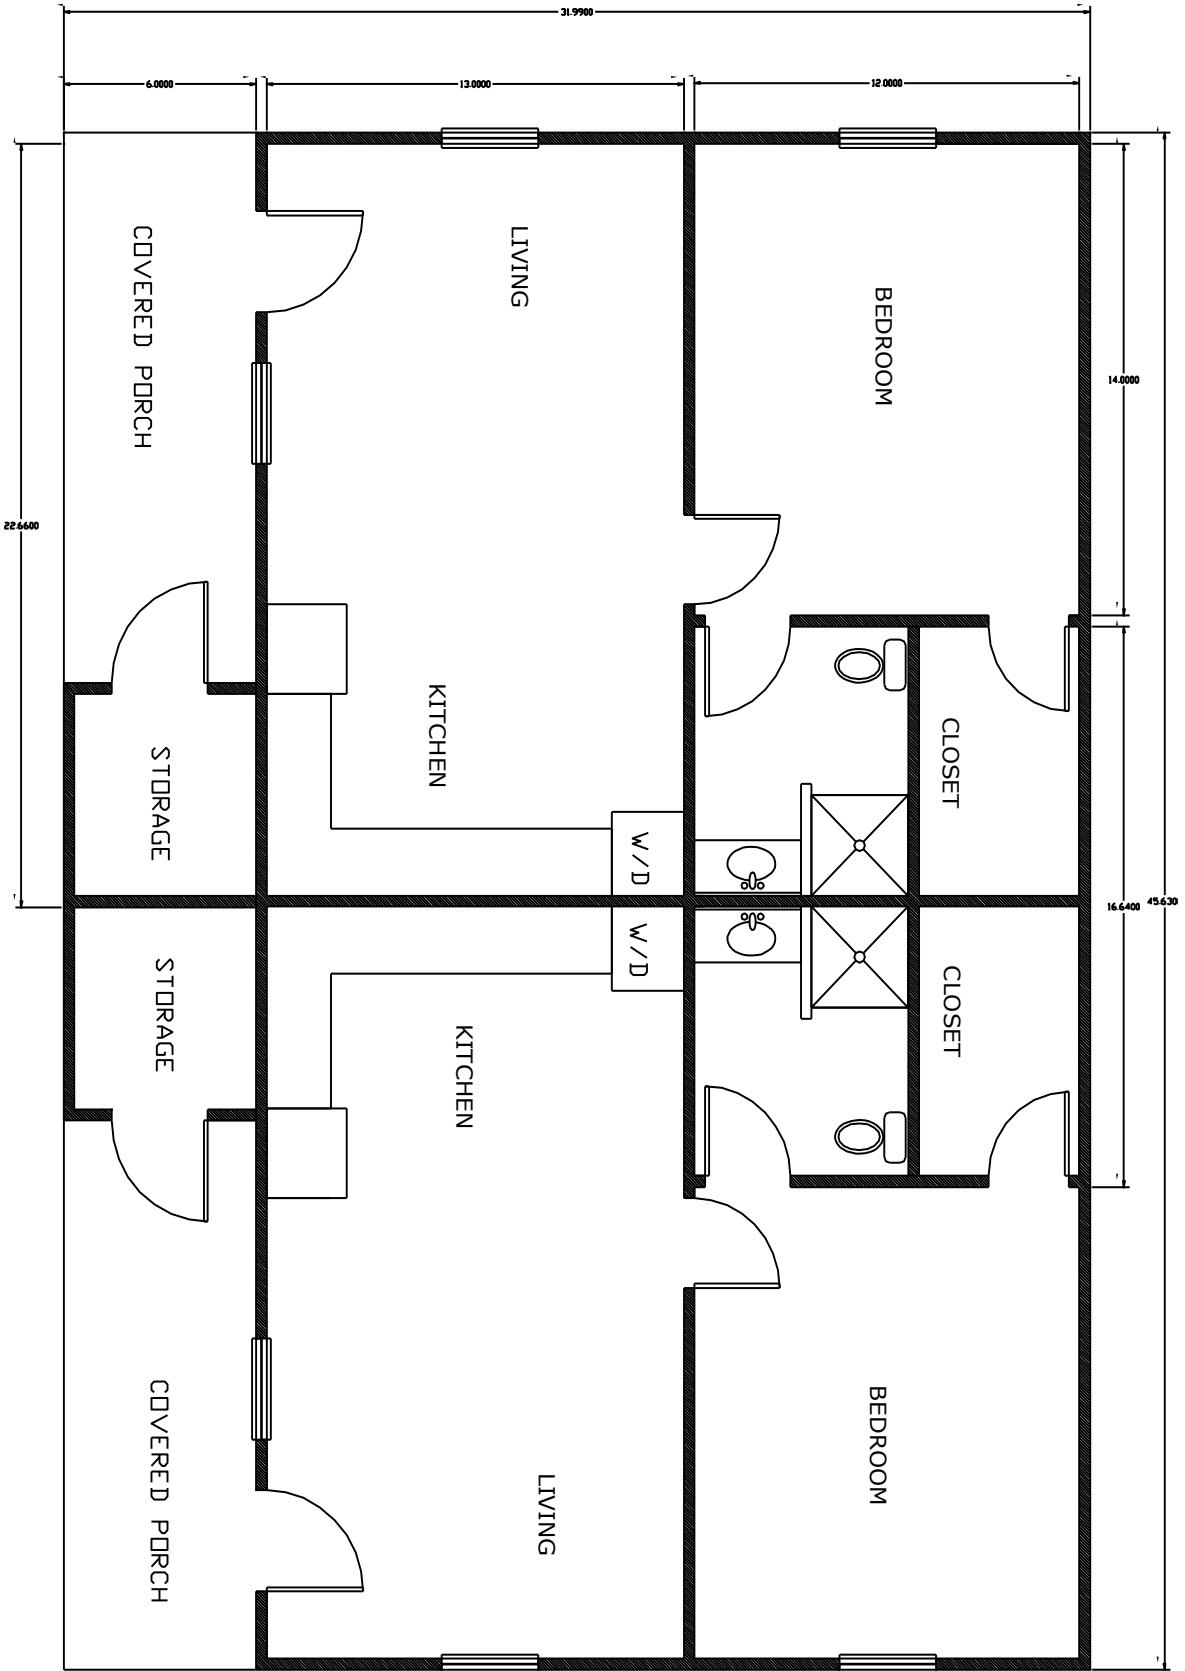 31.9900
6.0000
13.0000
12.0000
COVERED PORCH
LIVING
BEDROOM
14.0000
22.6600
KITCHEN
CLOSET
STORAGE
W/D
16.6400
45.630
W/D
STORAGE
CLOSET
KITCHEN
COVERED PORCH
BEDROOM
LIVING